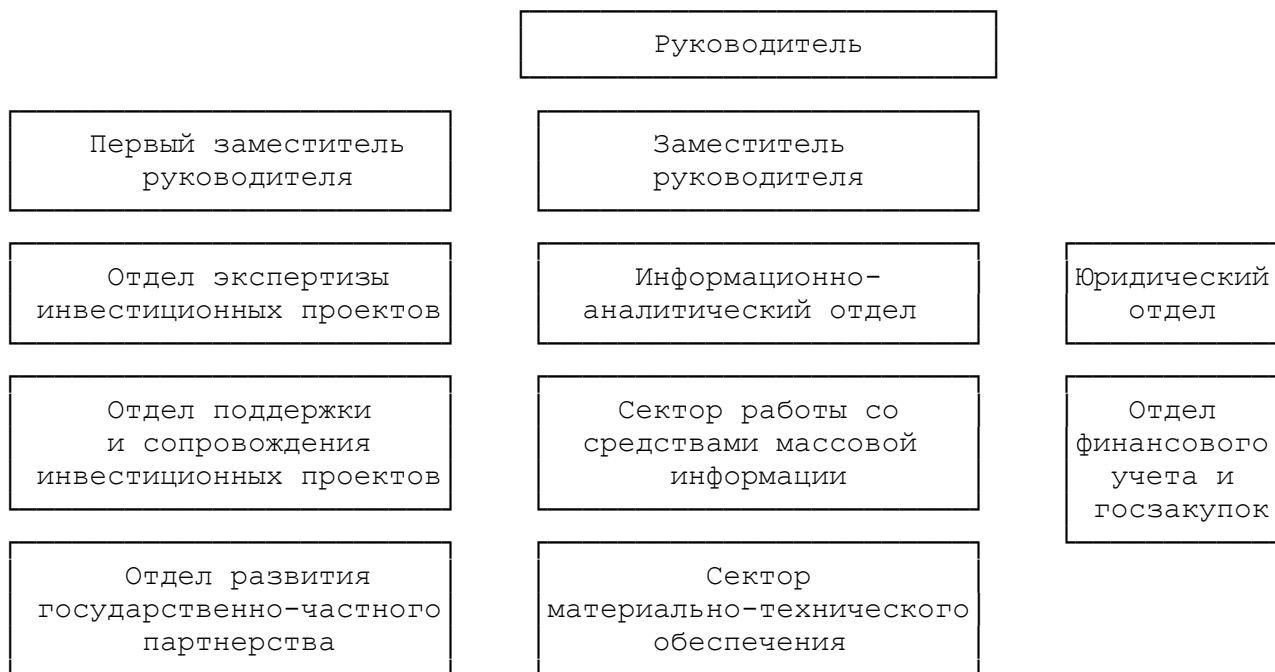 Руководитель
Первый заместитель
руководителя
Заместитель
руководителя
Отдел экспертизы
инвестиционных проектов
Информационно-
аналитический отдел
Юридический
отдел
Отдел поддержки
и сопровождения
инвестиционных проектов
Сектор работы со
средствами массовой
информации
Отдел
финансового
учета и
госзакупок
Отдел развития
государственно-частного
партнерства
Сектор
материально-технического
обеспечения